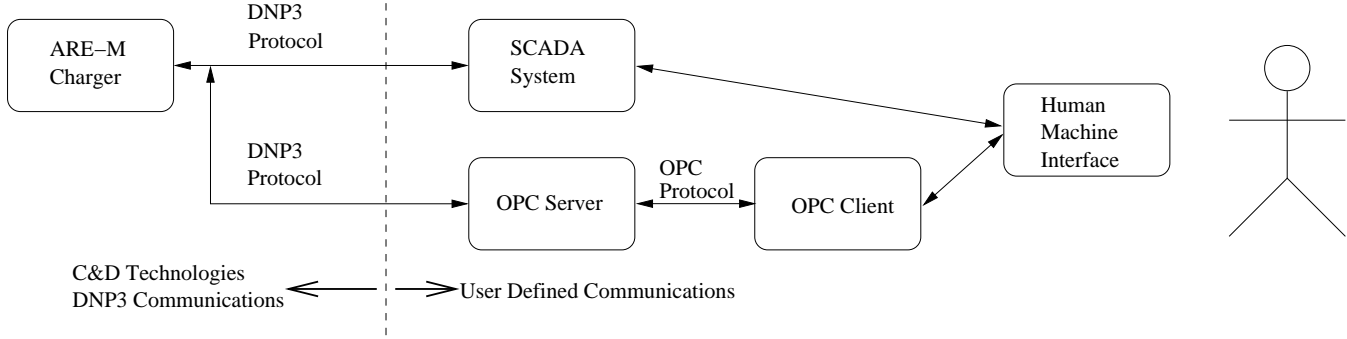 DNP3
Protocol
ARE−M
Charger
SCADA
System
Human
Machine
Interface
DNP3
Protocol
OPC Server
OPC
Protocol
OPC Client
C&D Technologies
DNP3 Communications
User Defined Communications